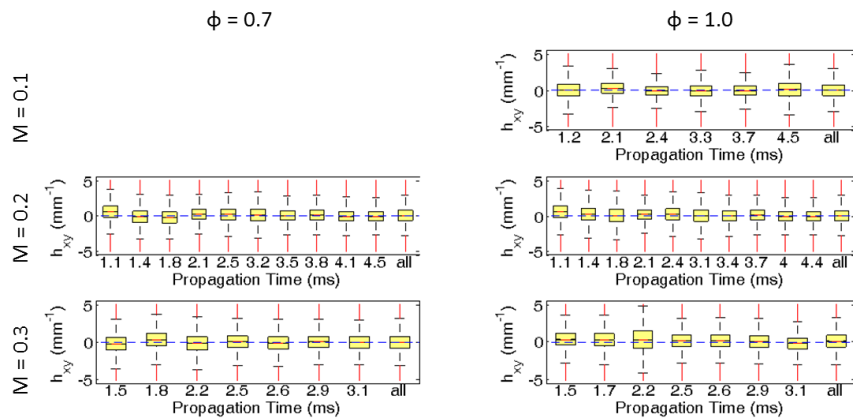 ϕ = 0.7
ϕ = 1.0
M = 0.1
5
0
-5
h_xy (mm⁻¹)
1.2 2.1 2.4 3.3 3.7 4.5 all
Propagation Time (ms)
M = 0.2
5
0
-5
h_xy (mm⁻¹)
1.1 1.4 1.8 2.1 2.5 3.2 3.5 3.8 4.1 4.5 all
Propagation Time (ms)
5
0
-5
h_xy (mm⁻¹)
1.1 1.4 1.8 2.1 2.4 3.1 3.4 3.7 4 4.4 all
Propagation Time (ms)
M = 0.3
5
0
-5
h_xy (mm⁻¹)
1.5 1.8 2.2 2.5 2.6 2.9 3.1 all
Propagation Time (ms)
5
0
-5
h_xy (mm⁻¹)
1.5 1.7 2.2 2.5 2.6 2.9 3.1 all
Propagation Time (ms)